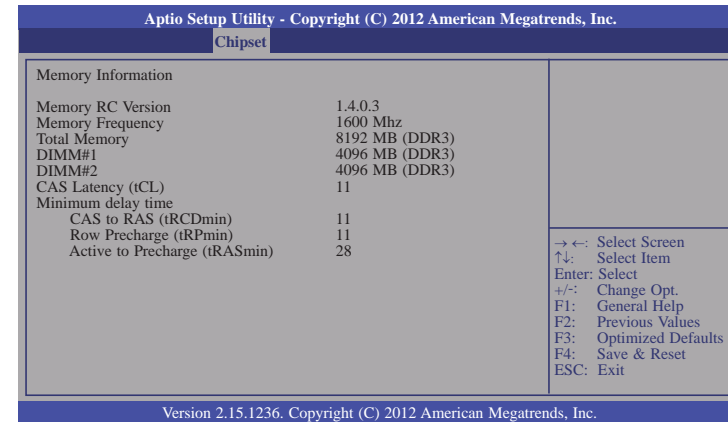 Aptio Setup Utility - Copyright (C) 2012 American Megatrends, Inc.
Chipset
Memory Information
Memory RC Version 1.4.0.3
Memory Frequency 1600 Mhz
Total Memory 8192 MB (DDR3)
DIMM#1 4096 MB (DDR3)
DIMM#2 4096 MB (DDR3)
CAS Latency (tCL) 11
Minimum delay time
CAS to RAS (tRCDmin) 11
Row Precharge (tRPmin) 11
Active to Precharge (tRASmin) 28
→ ←: Select Screen
↑↓: Select Item
Enter: Select
+/-: Change Opt.
F1: General Help
F2: Previous Values
F3: Optimized Defaults
F4: Save & Reset
ESC: Exit
Version 2.15.1236. Copyright (C) 2012 American Megatrends, Inc.